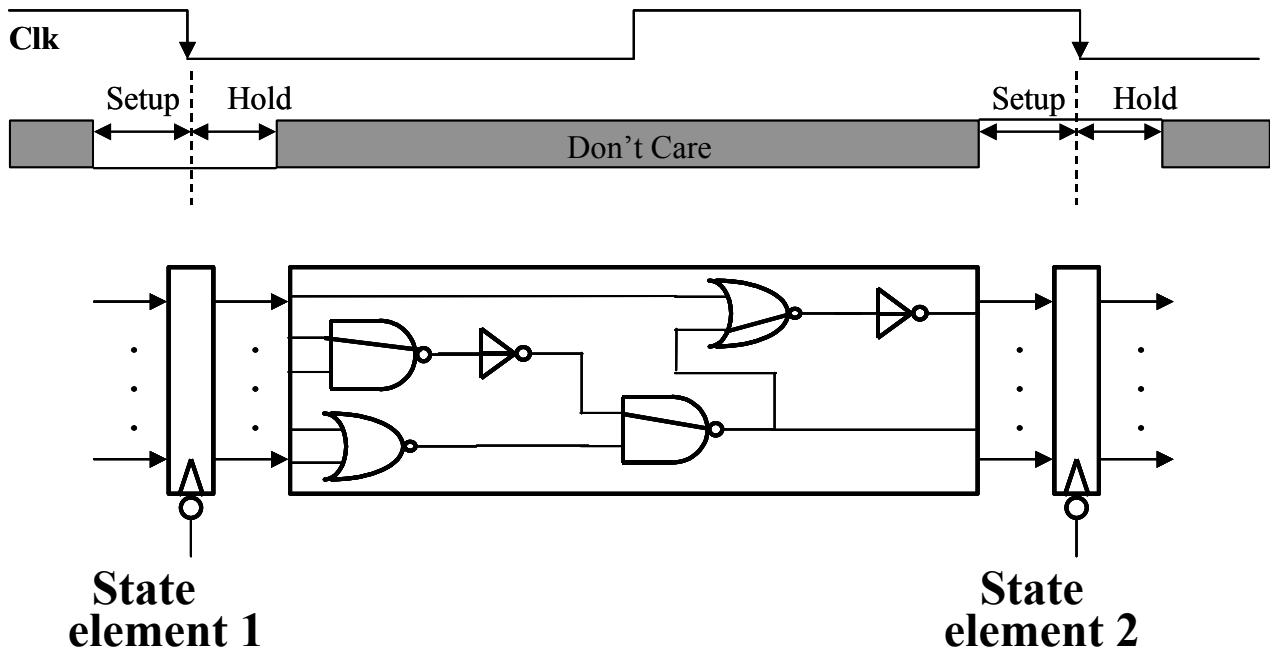 Clk
Setup Hold Setup Hold
Don't Care
State State
element 1 element 2